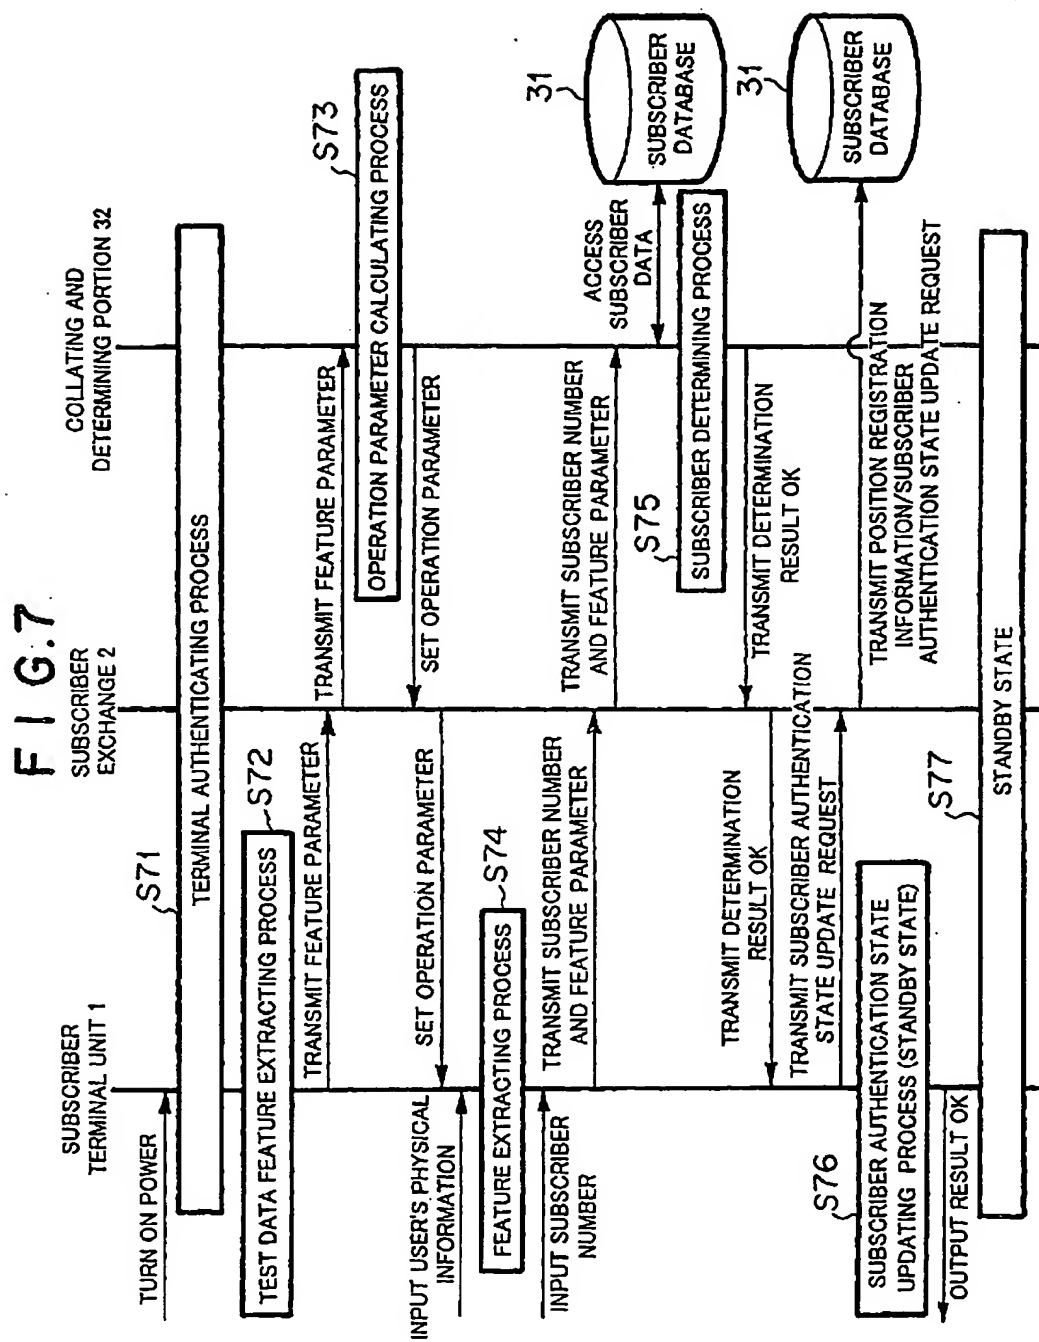 FIG.7
SUBSCRIBER
TERMINAL UNIT 1
SUBSCRIBER
EXCHANGE 2
COLLATING AND
DETERMINING PORTION 32
TURN ON POWER
S71
TERMINAL AUTHENTICATING PROCESS
TEST DATA FEATURE EXTRACTING PROCESS
S72
TRANSMIT FEATURE PARAMETER
TRANSMIT FEATURE PARAMETER
S73
OPERATION PARAMETER CALCULATING PROCESS
SET OPERATION PARAMETER
SET OPERATION PARAMETER
INPUT USER'S PHYSICAL
INFORMATION
FEATURE EXTRACTING PROCESS
S74
INPUT SUBSCRIBER
NUMBER
TRANSMIT SUBSCRIBER NUMBER
AND FEATURE PARAMETER
TRANSMIT SUBSCRIBER NUMBER
AND FEATURE PARAMETER
ACCESS
SUBSCRIBER
DATA
31
SUBSCRIBER
DATABASE
S75
SUBSCRIBER DETERMINING PROCESS
TRANSMIT DETERMINATION
RESULT OK
TRANSMIT DETERMINATION
RESULT OK
TRANSMIT SUBSCRIBER AUTHENTICATION
STATE UPDATE REQUEST
TRANSMIT POSITION REGISTRATION
INFORMATION/SUBSCRIBER
AUTHENTICATION STATE UPDATE REQUEST
31
SUBSCRIBER
DATABASE
S76
SUBSCRIBER AUTHENTICATION STATE
UPDATING PROCESS (STANDBY STATE)
OUTPUT RESULT OK
S77
STANDBY STATE